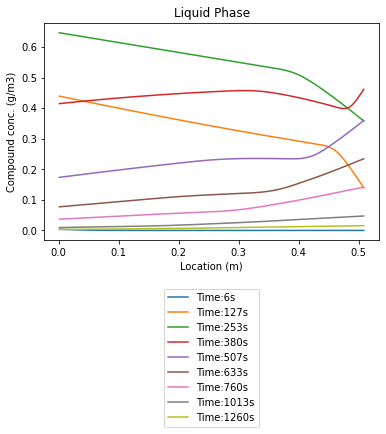 Liquid Phase
Compound conc. (g/m3)
0.6
0.5
0.4
0.3
0.2
0.1
0.0
0.0 0.1 0.2 0.3 0.4 0.5
Location (m)
Time:6s
Time:127s
Time:253s
Time:380s
Time:507s
Time:633s
Time:760s
Time:1013s
Time:1260s